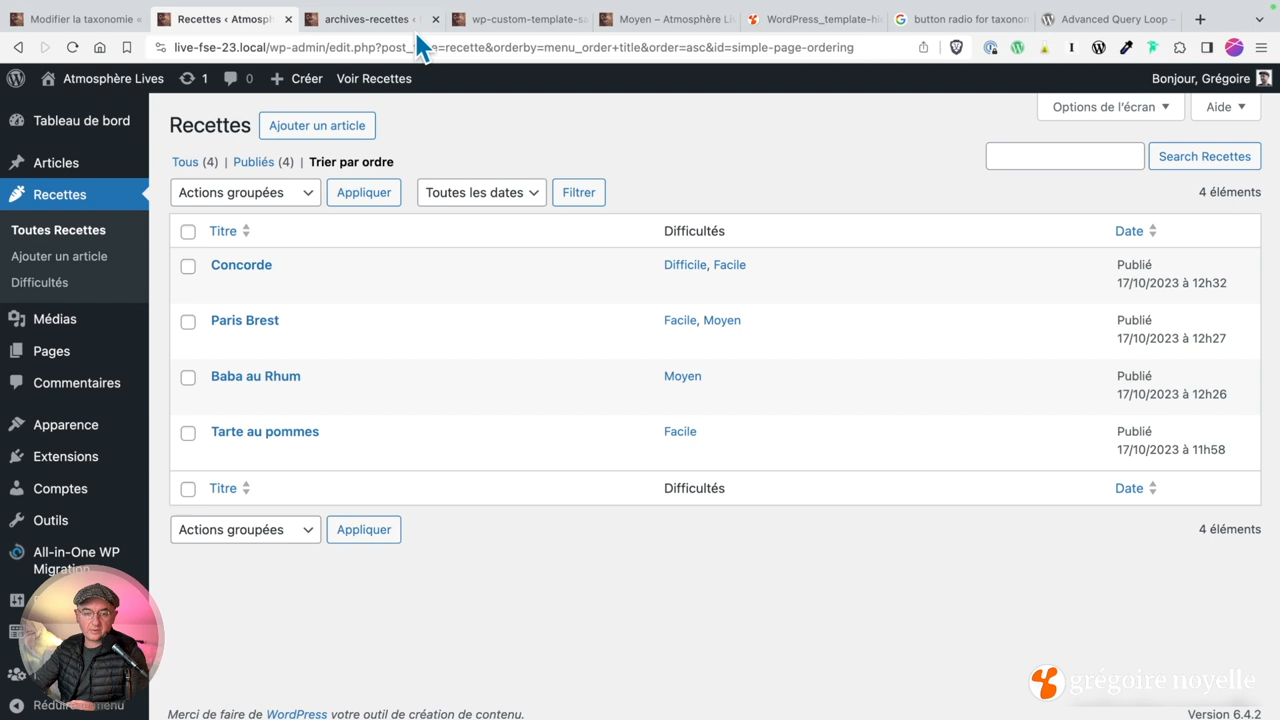 Modifier la taxonomie «
Recettes ‹ Atmosph
archives-recettes ‹
wp-custom-template-sa
Moyen – Atmosphère Li
WordPress_template-hi
button radio for taxonom
Advanced Query Loop –
live-fse-23.local/wp-admin/edit.php?post_ =recette&orderby=menu_order+title&order=asc&id=simple-page-ordering
Atmosphère Lives 1 0 Créer Voir Recettes Bonjour, Grégoire
Tableau de bord
Articles
Recettes
Toutes Recettes
Ajouter un article
Difficultés
Médias
Pages
Commentaires
Apparence
Extensions
Comptes
Outils
All-in-One WP
Migration
Réduire le menu
Options de l'écran Aide
Recettes Ajouter un article
Tous (4) | Publiés (4) | Trier par ordre
Search Recettes
Actions groupées Appliquer Toutes les dates Filtrer 4 éléments
Titre Difficultés Date
Concorde Difficile, Facile Publié
17/10/2023 à 12h32
Paris Brest Facile, Moyen Publié
17/10/2023 à 12h27
Baba au Rhum Moyen Publié
17/10/2023 à 12h26
Tarte au pommes Facile Publié
17/10/2023 à 11h58
Titre Difficultés Date
Actions groupées Appliquer 4 éléments
grégoire noyelle
Merci de faire de WordPress votre outil de création de contenu. Version 6.4.2